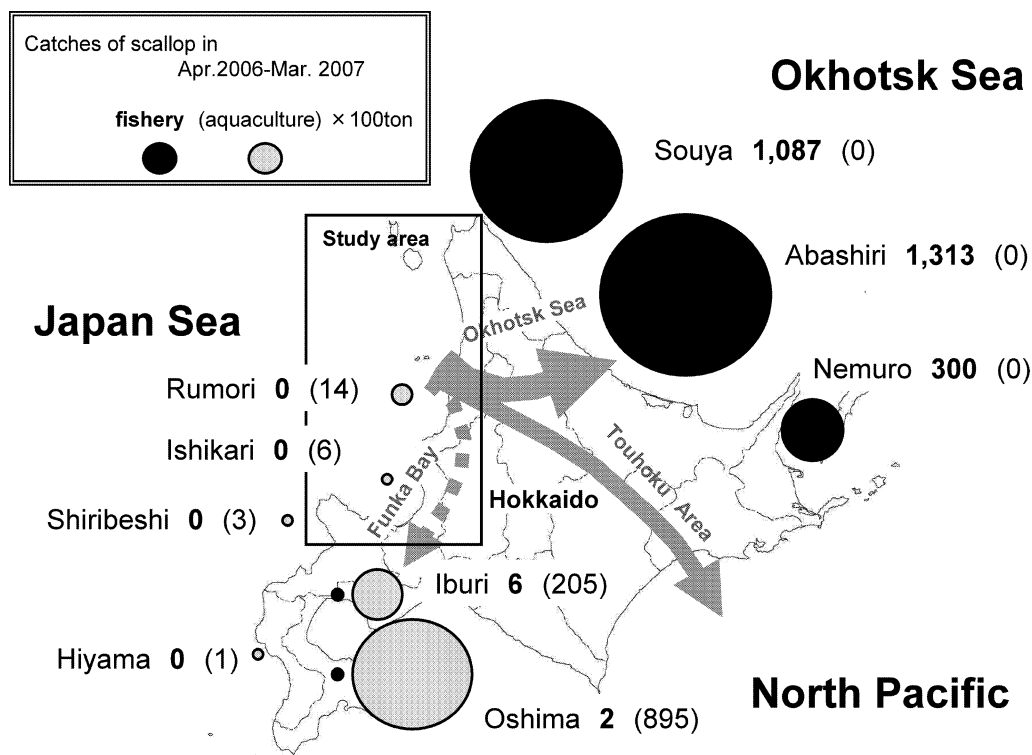 Catches of scallop in
Apr.2006-Mar. 2007
fishery (aquaculture) ×100ton
Okhotsk Sea
Souya 1,087 (0)
Study area
Abashiri 1,313 (0)
Japan Sea
Okhotsk Sea
Nemuro 300 (0)
Rumori 0 (14)
Ishikari 0 (6)
Funka Bay
Touhoku Area
Hokkaido
Shiribeshi 0 (3)
Iburi 6 (205)
Hiyama 0 (1)
North Pacific
Oshima 2 (895)